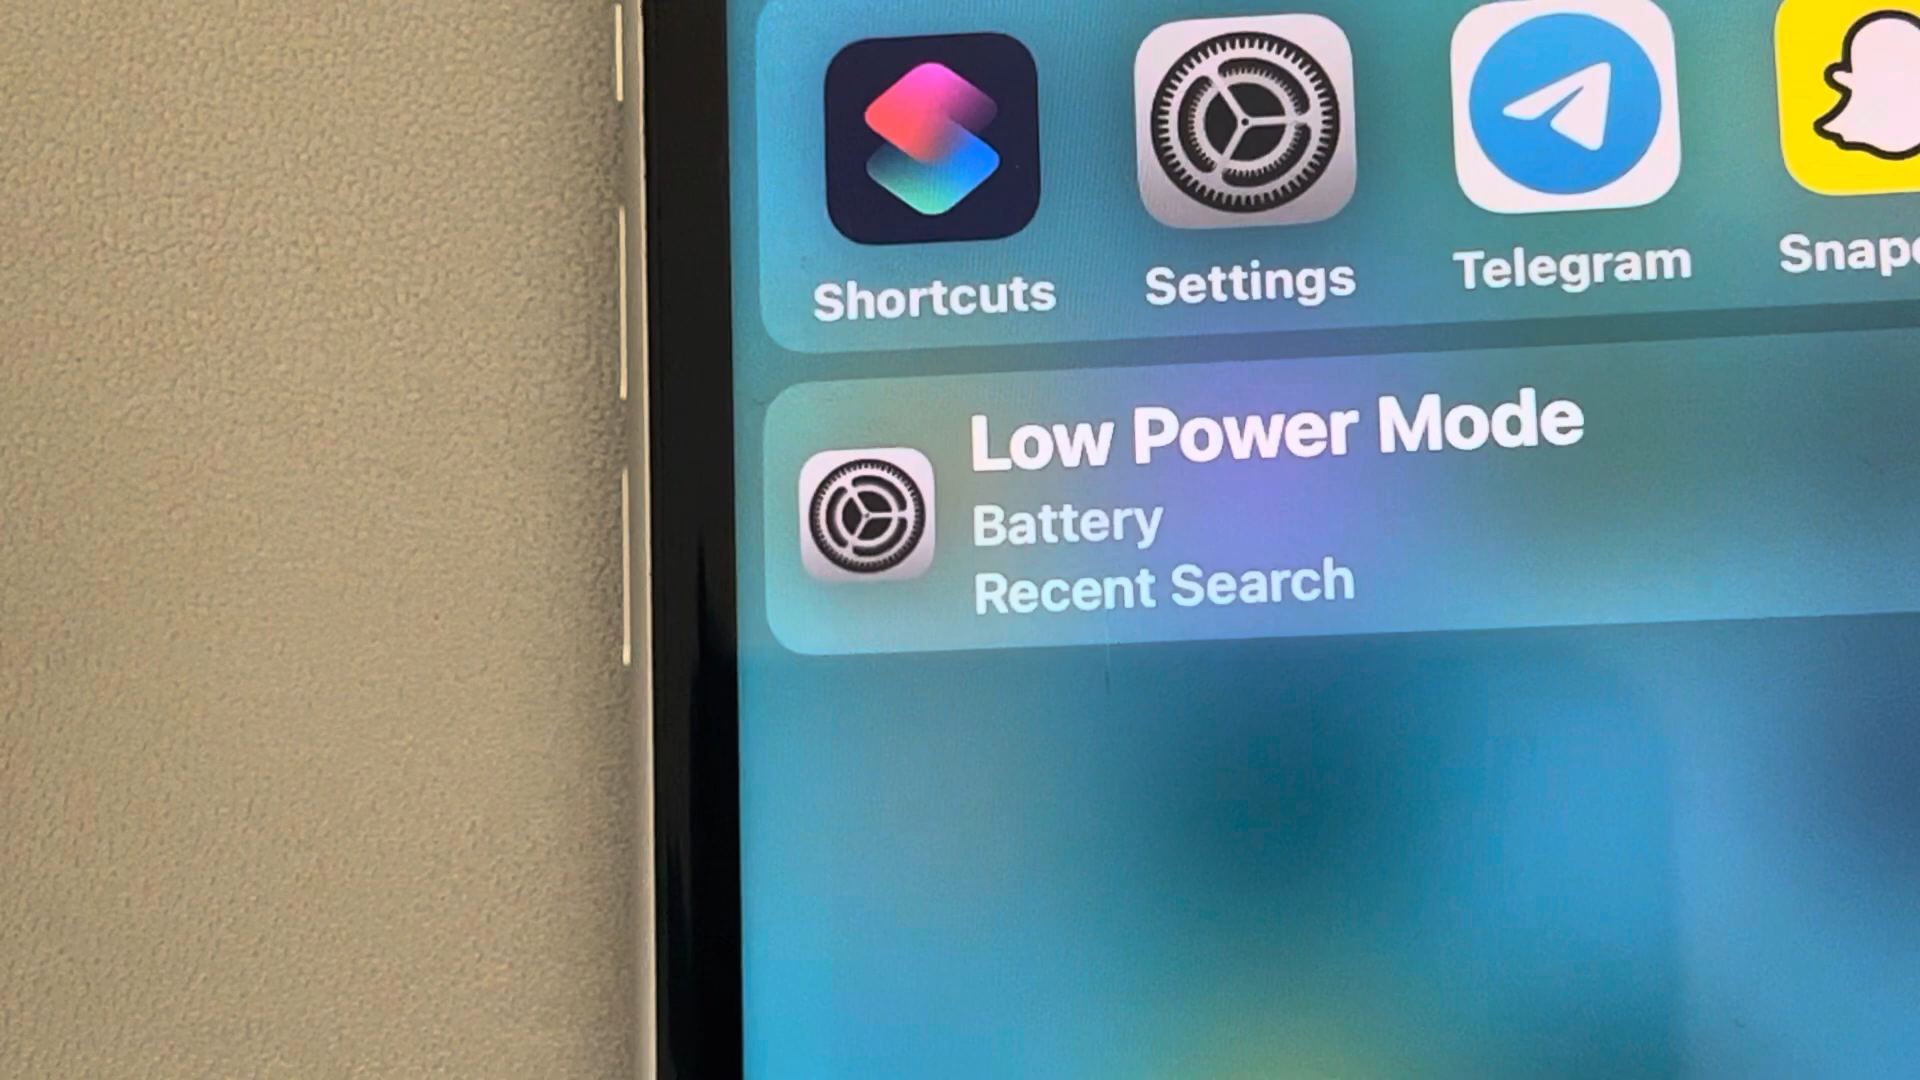 Shortcuts
Settings
Telegram
Low Power Mode
Battery
Recent Search